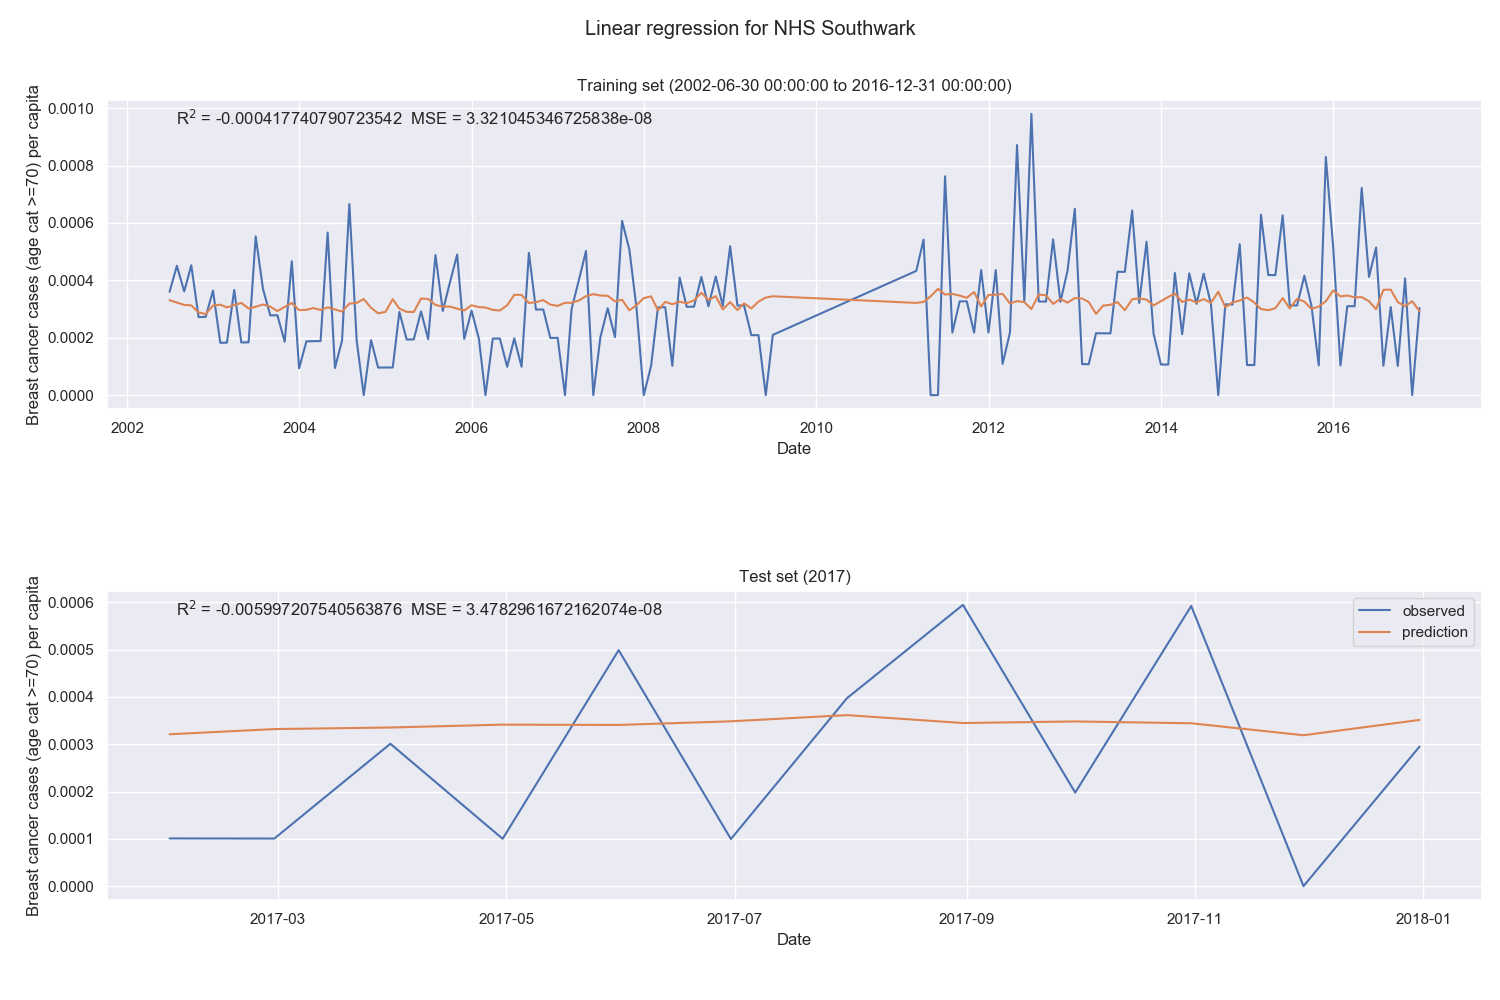 Linear regression for NHS Southwark
Training set (2002-06-30 00:00:00 to 2016-12-31 00:00:00)
R² = -0.000417740790723542  MSE = 3.321045346725838e-08
Breast cancer cases (age cat >=70) per capita
0.0010
0.0008
0.0006
0.0004
0.0002
0.0000
2002 2004 2006 2008 2010 2012 2014 2016
Date
Test set (2017)
R² = -0.005997207540563876  MSE = 3.4782961672162074e-08
observed
prediction
Breast cancer cases (age cat >=70) per capita
0.0006
0.0005
0.0004
0.0003
0.0002
0.0001
0.0000
2017-03 2017-05 2017-07 2017-09 2017-11 2018-01
Date